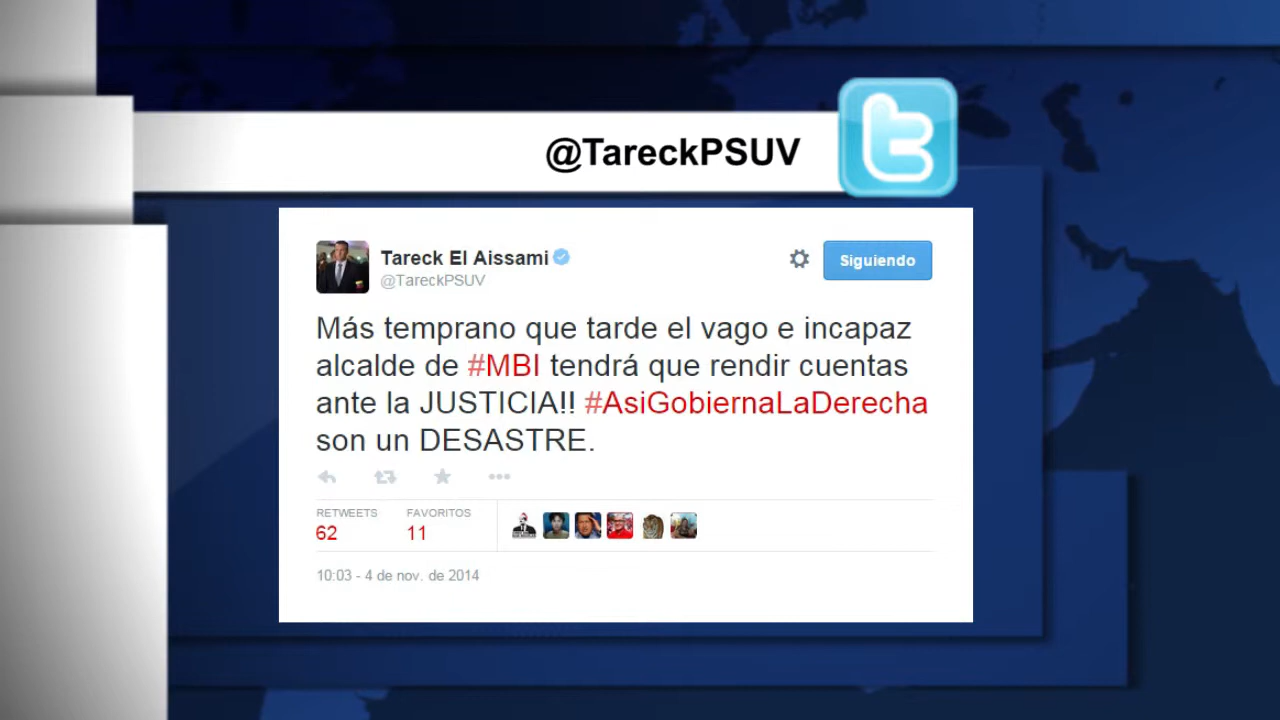 @TareckPSUV
Tareck El Aissami
@TareckPSUV
Siguiendo
Más temprano que tarde el vago e incapaz
alcalde de #MBI tendrá que rendir cuentas
ante la JUSTICIA!! #AsiGobiernaLaDerecha
son un DESASTRE.
RETWEETS FAVORITOS
62 11
10:03 - 4 de nov. de 2014